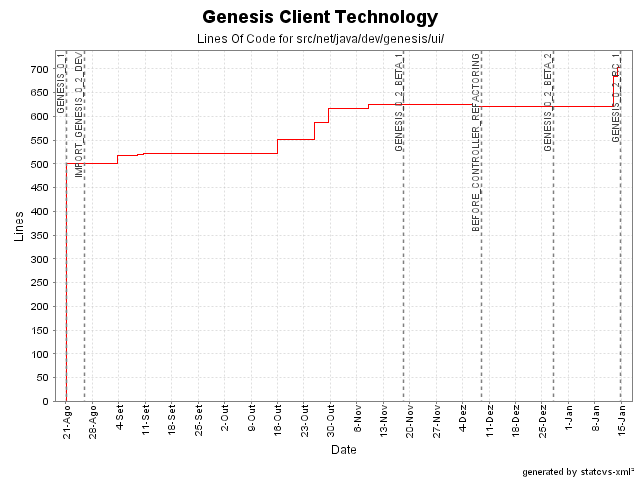 Genesis Client Technology
Lines Of Code for src/net/java/dev/genesis/ui/
GENESIS_0_1
IMPORT_GENESIS_0_2_DEV
GENESIS_0_2_BETA_1
BEFORE_CONTROLLER_REFACTORING
GENESIS_0_2_BETA_2
GENESIS_0_2_RC_1
Lines
700
650
600
550
500
450
400
350
300
250
200
150
100
50
0
21-Ago
28-Ago
4-Set
11-Set
18-Set
25-Set
2-Out
9-Out
16-Out
23-Out
30-Out
6-Nov
13-Nov
20-Nov
27-Nov
4-Dez
11-Dez
18-Dez
25-Dez
1-Jan
8-Jan
15-Jan
Date
generated by statcvs-xml²